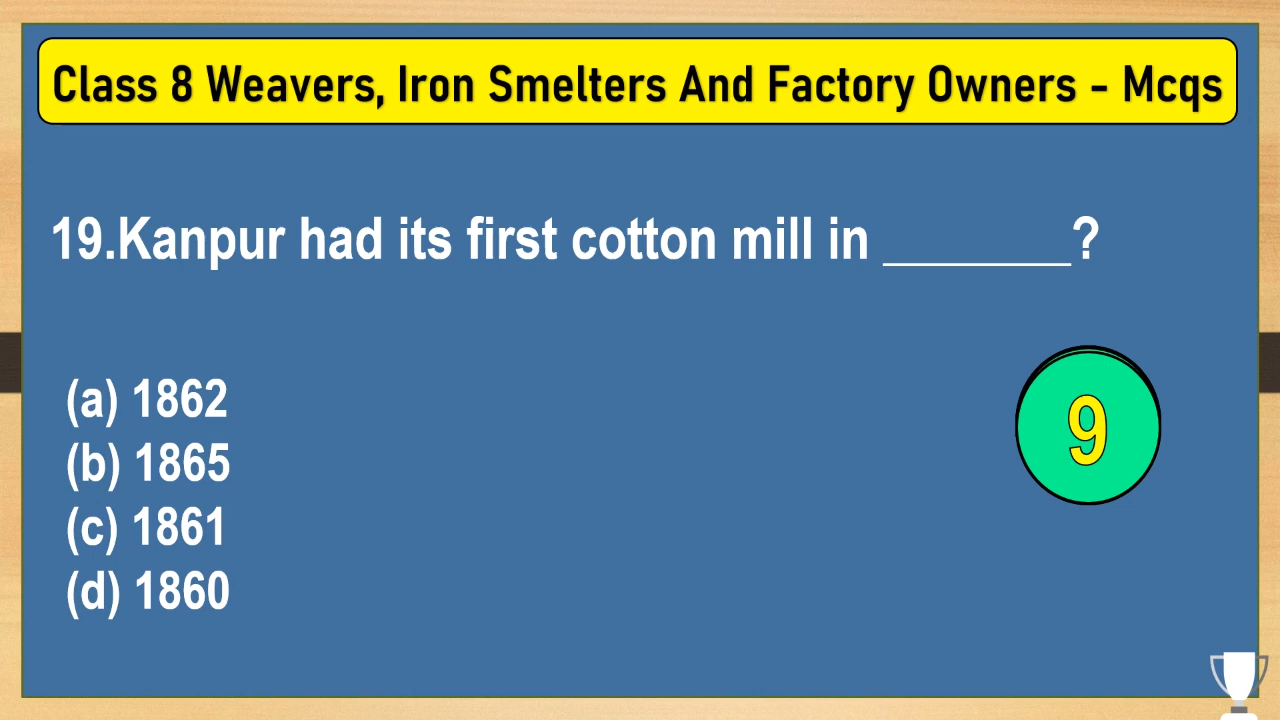 Class 8 Weavers, Iron Smelters And Factory Owners - Mcqs
19.Kanpur had its first cotton mill in _______?
(a) 1862
(b) 1865
(c) 1861
(d) 1860
9